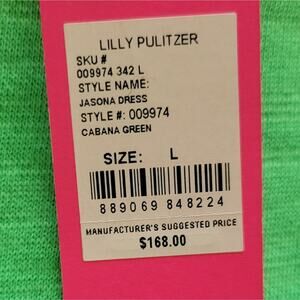 LILLY PULITZER
SKU #
009974 342 L
STYLE NAME:
JASONA DRESS
STYLE #: 009974
CABANA GREEN
SIZE: L
889069 848224
MANUFACTURER'S SUGGESTED PRICE
$168.00